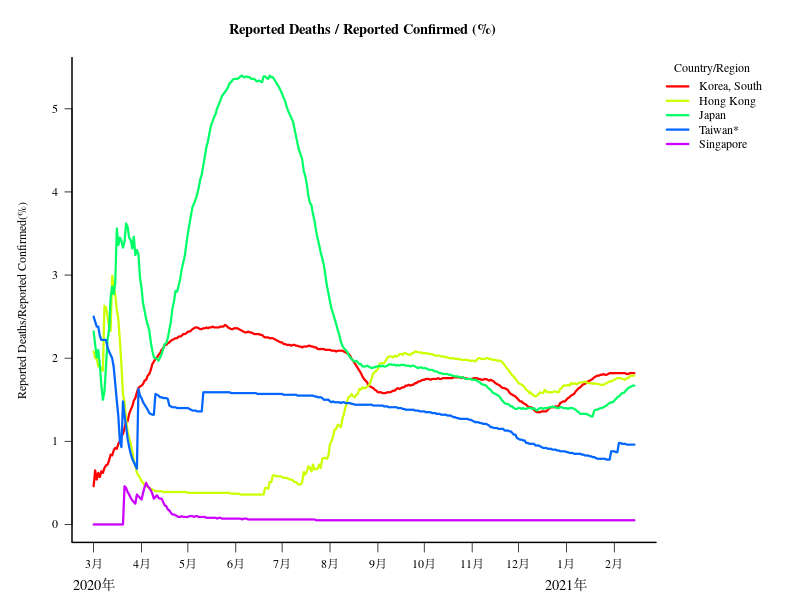 Reported Deaths / Reported Confirmed (%)
Country/Region
Korea, South
Hong Kong
Japan
Taiwan*
Singapore
Reported Deaths/Reported Confirmed(%)
5
4
3
2
1
0
3月 4月 5月 6月 7月 8月 9月 10月 11月 12月 1月 2月
2020年 2021年